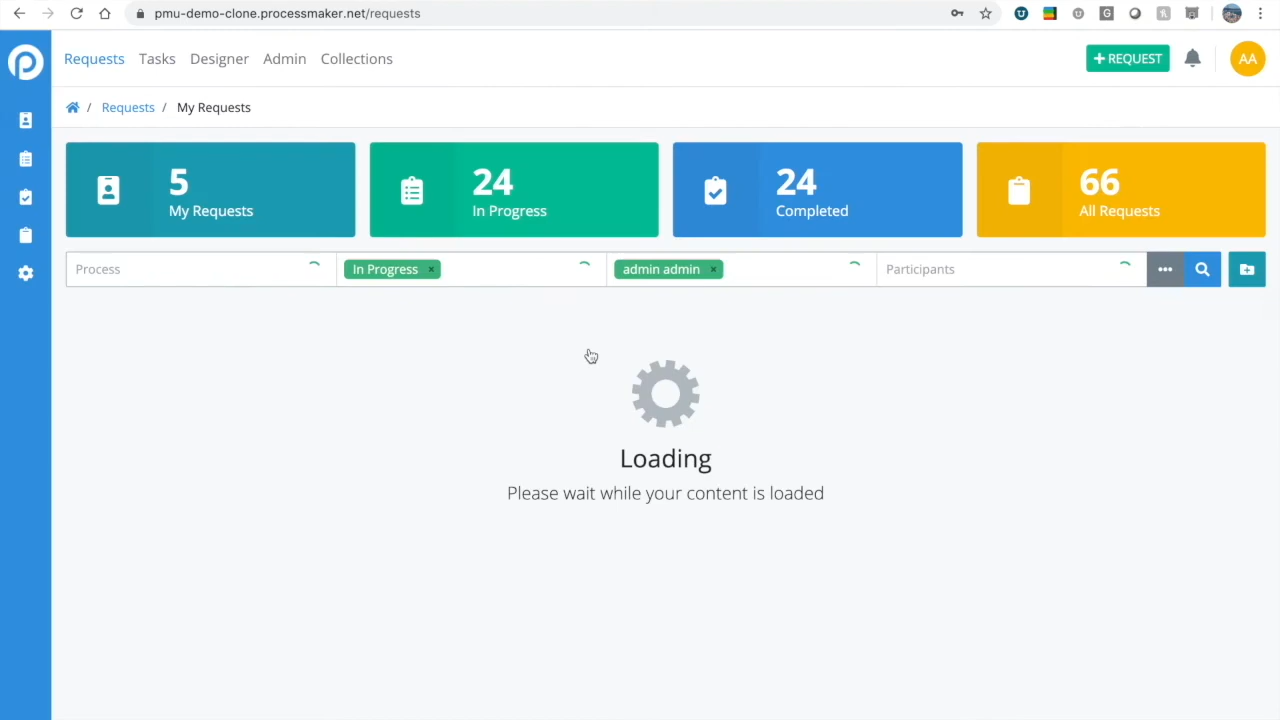 pmu-demo-clone.processmaker.net/requests
Requests Tasks Designer Admin Collections
+ REQUEST
AA
/ Requests / My Requests
5
My Requests
24
In Progress
24
Completed
66
All Requests
Process
In Progress ×
admin admin ×
Participants
Loading
Please wait while your content is loaded